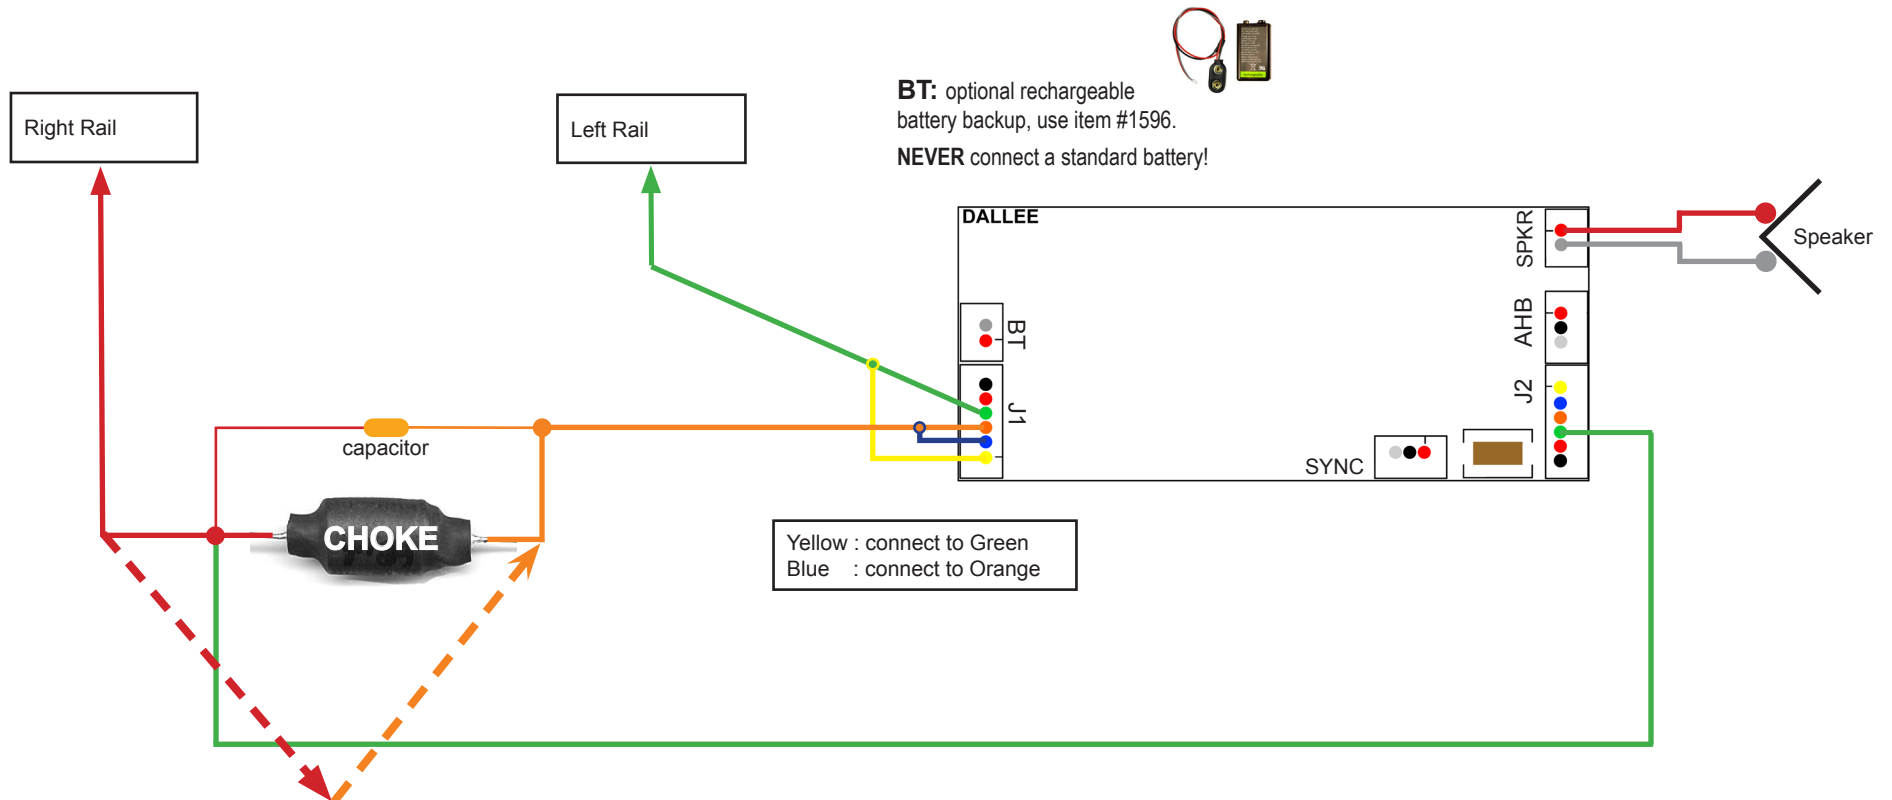 BT: optional rechargeable
battery backup, use item #1596.
NEVER connect a standard battery!
Right Rail
Left Rail
DALLEE
SPKR
Speaker
BT
AHB
J1
J2
capacitor
SYNC
CHOKE
Yellow : connect to Green
Blue : connect to Orange